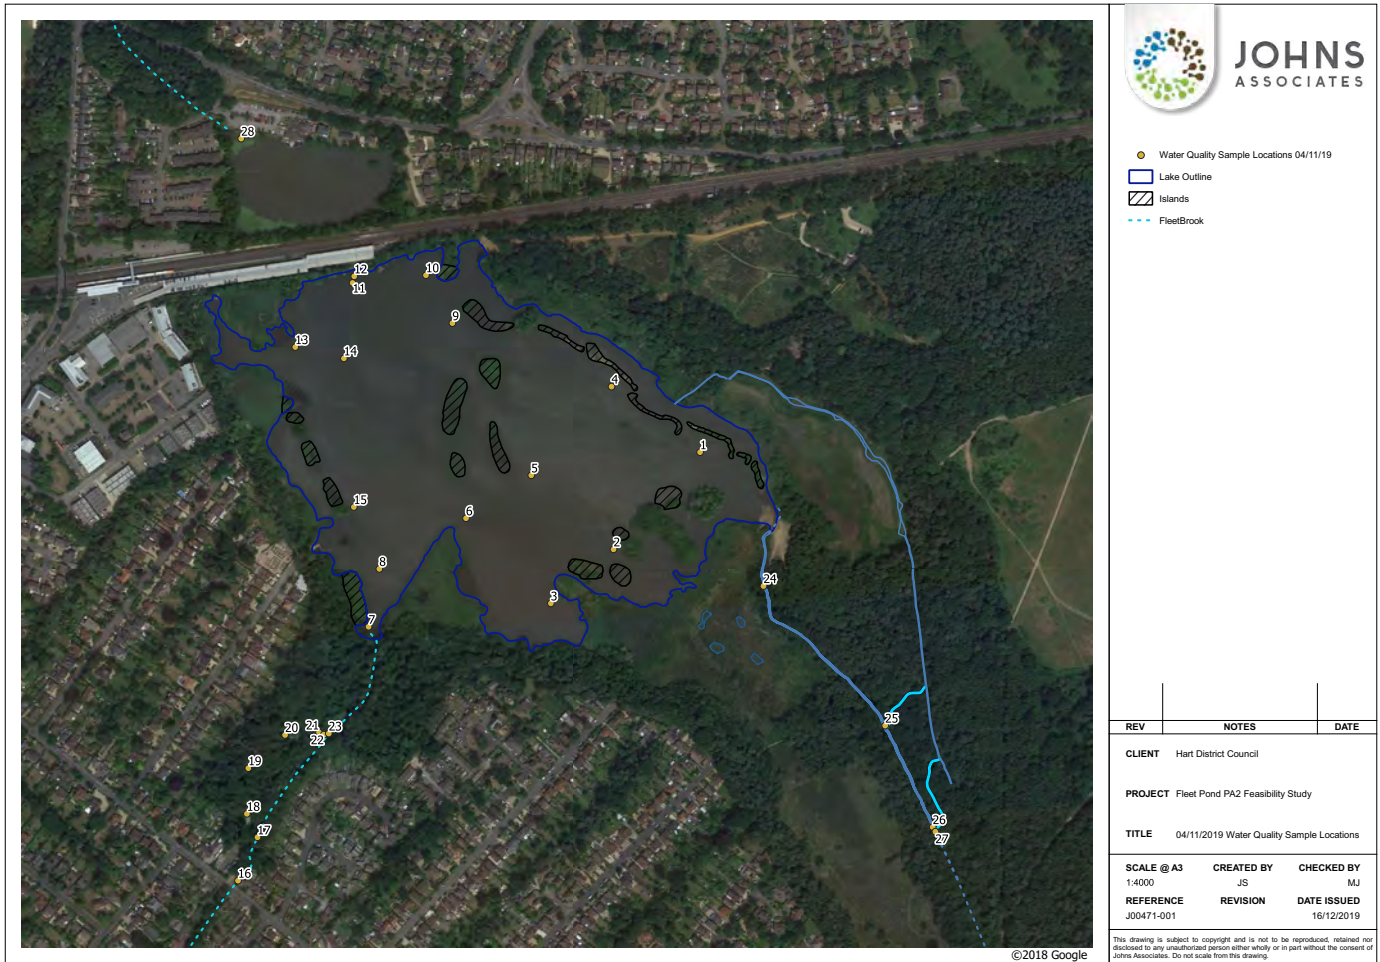 JOHNS
ASSOCIATES
Water Quality Sample Locations 04/11/19
Lake Outline
Islands
FleetBrook
28
12
11
10
9
13
14
4
1
5
15
6
2
8
3
7
24
20
21
22
23
25
19
18
17
26
27
16
©2018 Google
REV NOTES DATE
CLIENT Hart District Council
PROJECT Fleet Pond PA2 Feasibility Study
TITLE 04/11/2019 Water Quality Sample Locations
SCALE @ A3 CREATED BY CHECKED BY
1:4000 JS MJ
REFERENCE REVISION DATE ISSUED
J00471-001 16/12/2019
This drawing is subject to copyright and is not to be reproduced, retained nor
disclosed to any unauthorized person either wholly or in part without the consent of
Johns Associates. Do not scale from this drawing.